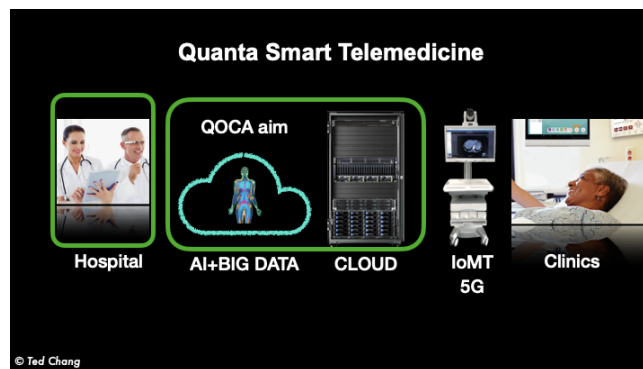 Quanta Smart Telemedicine
QOCA aim
Hospital
AI+BIG DATA
CLOUD
IoMT
5G
Clinics
© Ted Chang